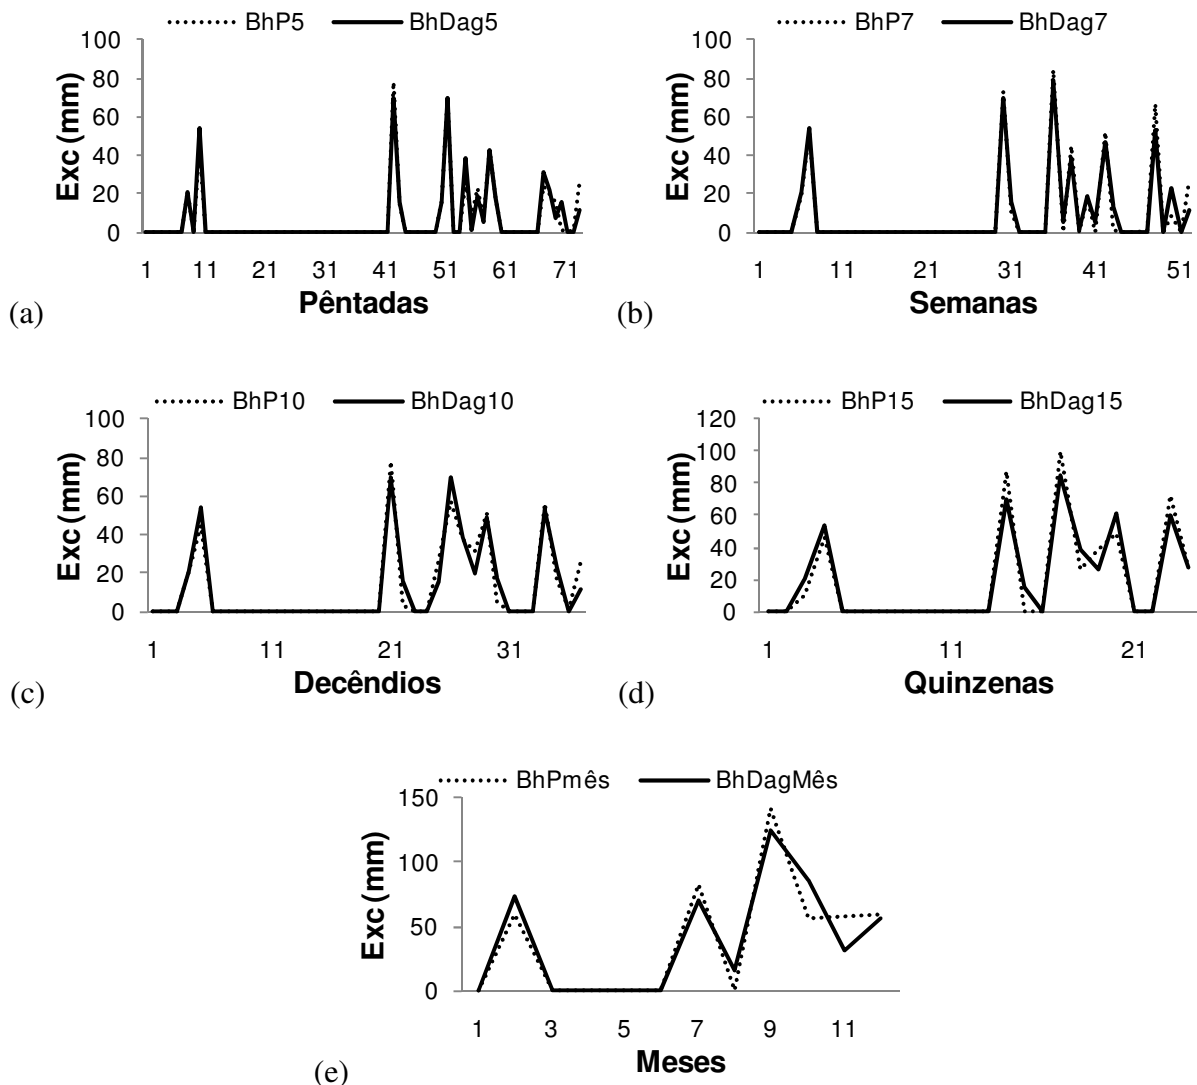 BhP5 BhDag5
100
80
60
40
20
0
Exc (mm)
1 11 21 31 41 51 61 71
Pêntadas
(a)
BhP7 BhDag7
100
80
60
40
20
0
Exc (mm)
1 11 21 31 41 51
Semanas
(b)
BhP10 BhDag10
100
80
60
40
20
0
Exc (mm)
1 11 21 31
Decêndios
(c)
BhP15 BhDag15
120
100
80
60
40
20
0
Exc (mm)
1 11 21
Quinzenas
(d)
BhPmês BhDagMês
150
100
50
0
Exc (mm)
1 3 5 7 9 11
Meses
(e)